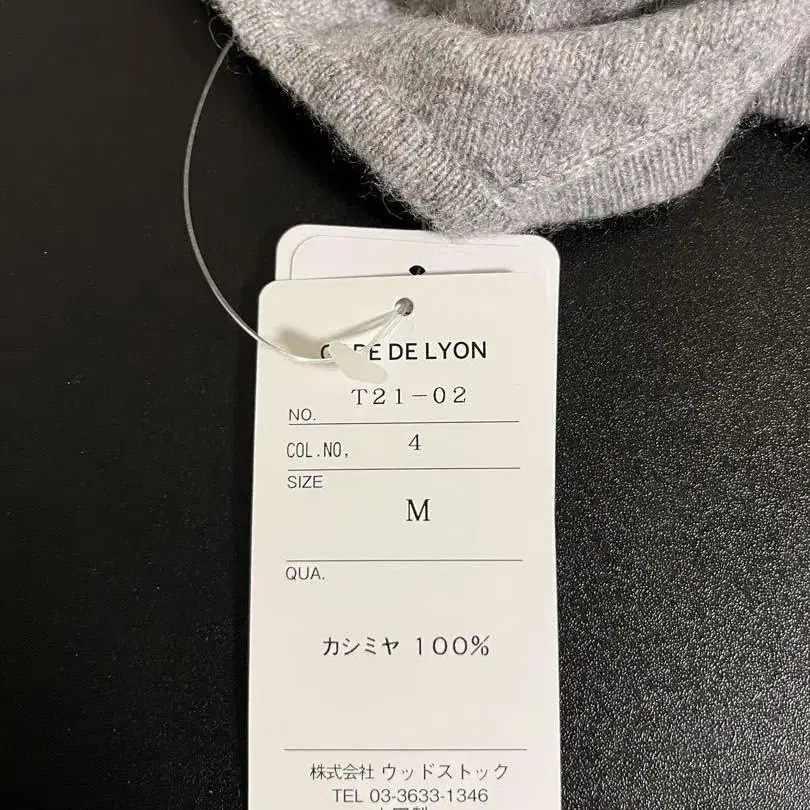 DE LYON
NO. T21-02
COL.NO, 4
SIZE
M
QUA.
カシミヤ 100%
株式会社 ウッドストック
TEL 03-3633-1346